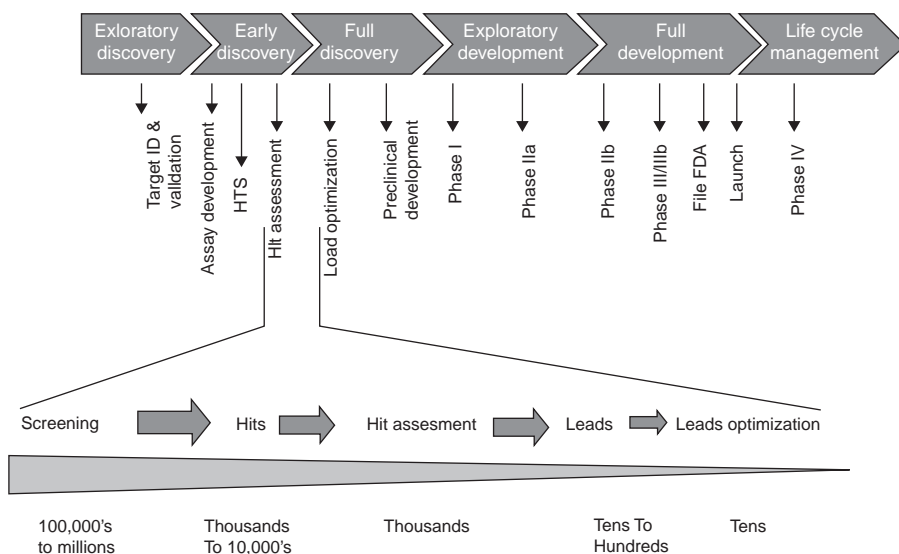 Exloratory
discovery
Early
discovery
Full
discovery
Exploratory
development
Full
development
Life cycle
management
Target ID &
valldation
Assay development
HTS
HIt assessment
Load optimization
Preclinical
development
Phase I
Phase IIa
Phase IIb
Phase III/IIIb
File FDA
Launch
Phase IV
Screening
Hits
Hit assesment
Leads
Leads optimization
100,000's
to millions
Thousands
To 10.000's
Thousands
Tens To
Hundreds
Tens